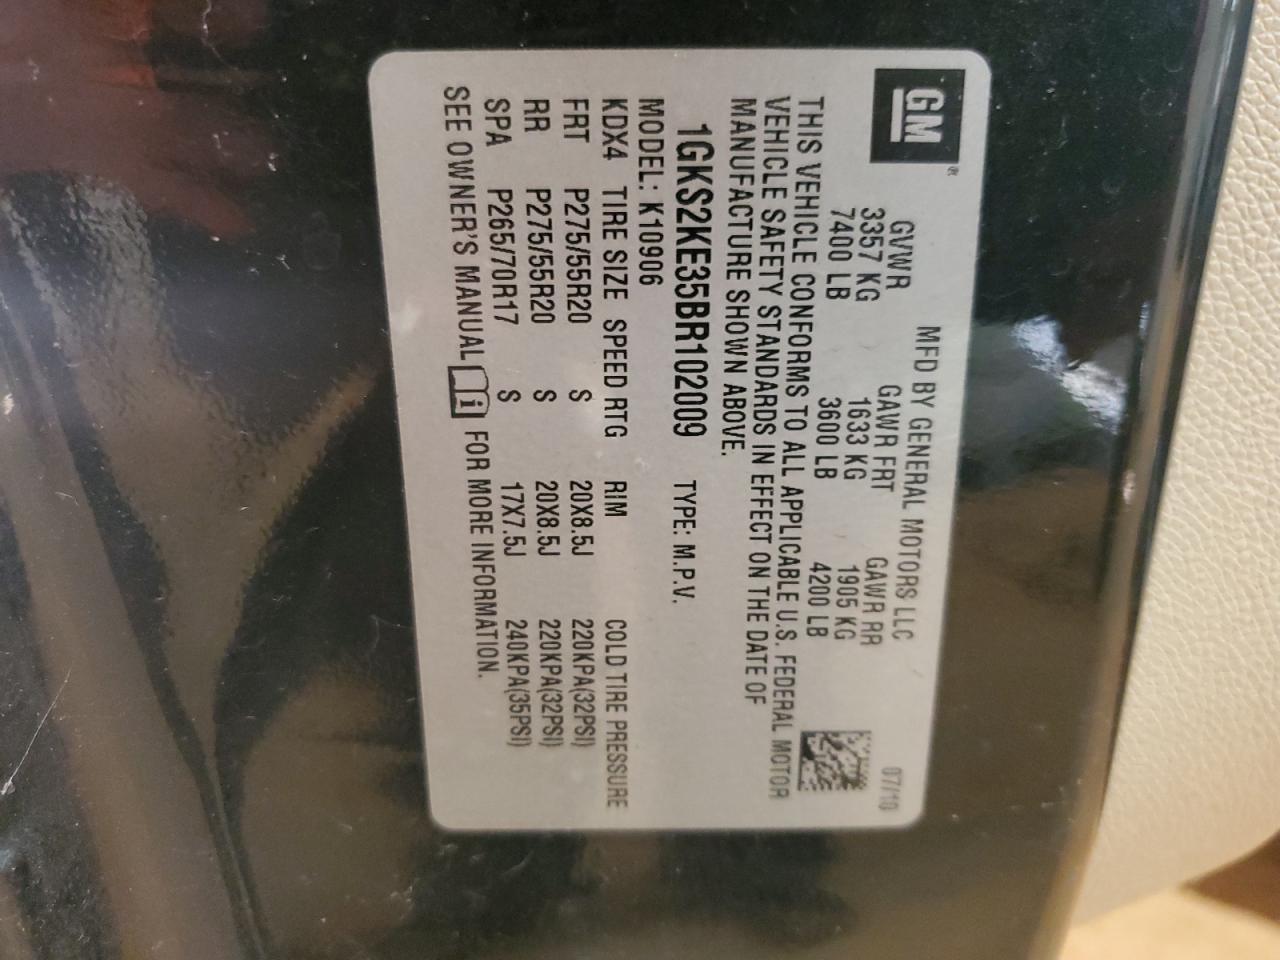 GM
MFD BY GENERAL MOTORS LLC 07/10
GVWR GAWR FRT GAWR RR
3357 KG 1633 KG 1905 KG
7400 LB 3600 LB 4200 LB
THIS VEHICLE CONFORMS TO ALL APPLICABLE U.S. FEDERAL MOTOR
VEHICLE SAFETY STANDARDS IN EFFECT ON THE DATE OF
MANUFACTURE SHOWN ABOVE.
1GKS2KE35BR102009 TYPE: M.P.V.
MODEL: K10906
KDX4 TIRE SIZE SPEED RTG RIM COLD TIRE PRESSURE
FRT P275/55R20 S 20X8.5J 220KPA(32PSI)
RR P275/55R20 S 20X8.5J 220KPA(32PSI)
SPA P265/70R17 S 17X7.5J 240KPA(35PSI)
SEE OWNER'S MANUAL i FOR MORE INFORMATION.